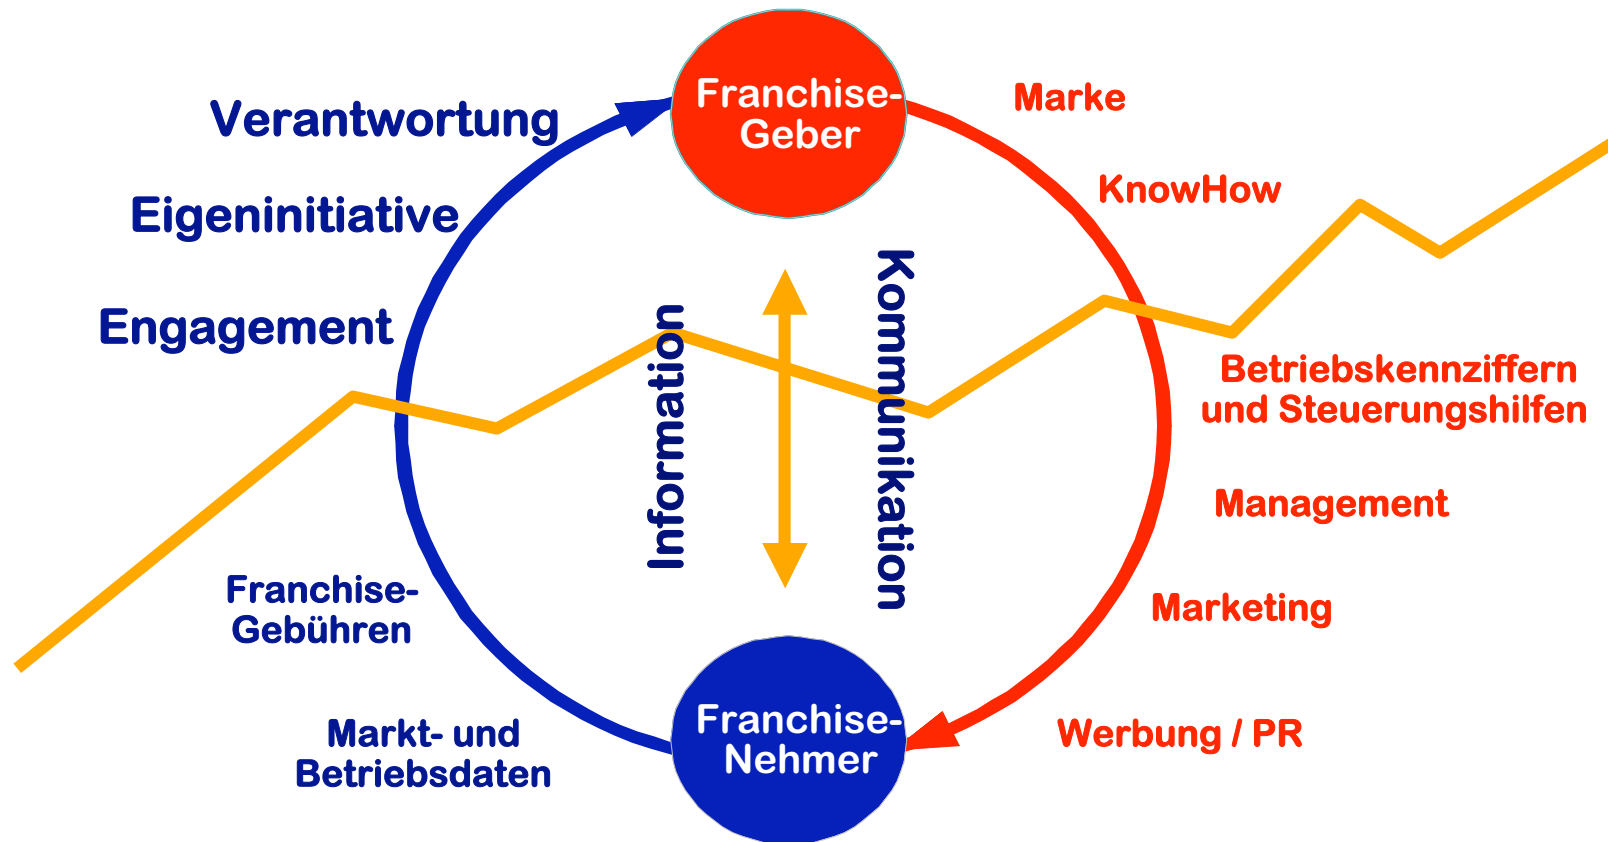 Franchise-
Geber
Verantwortung
Eigeninitiative
Engagement
Franchise-
Gebühren
Markt- und
Betriebsdaten
Information
Kommunikation
Marke
KnowHow
Betriebskennziffern
und Steuerungshilfen
Management
Marketing
Werbung / PR
Franchise-
Nehmer